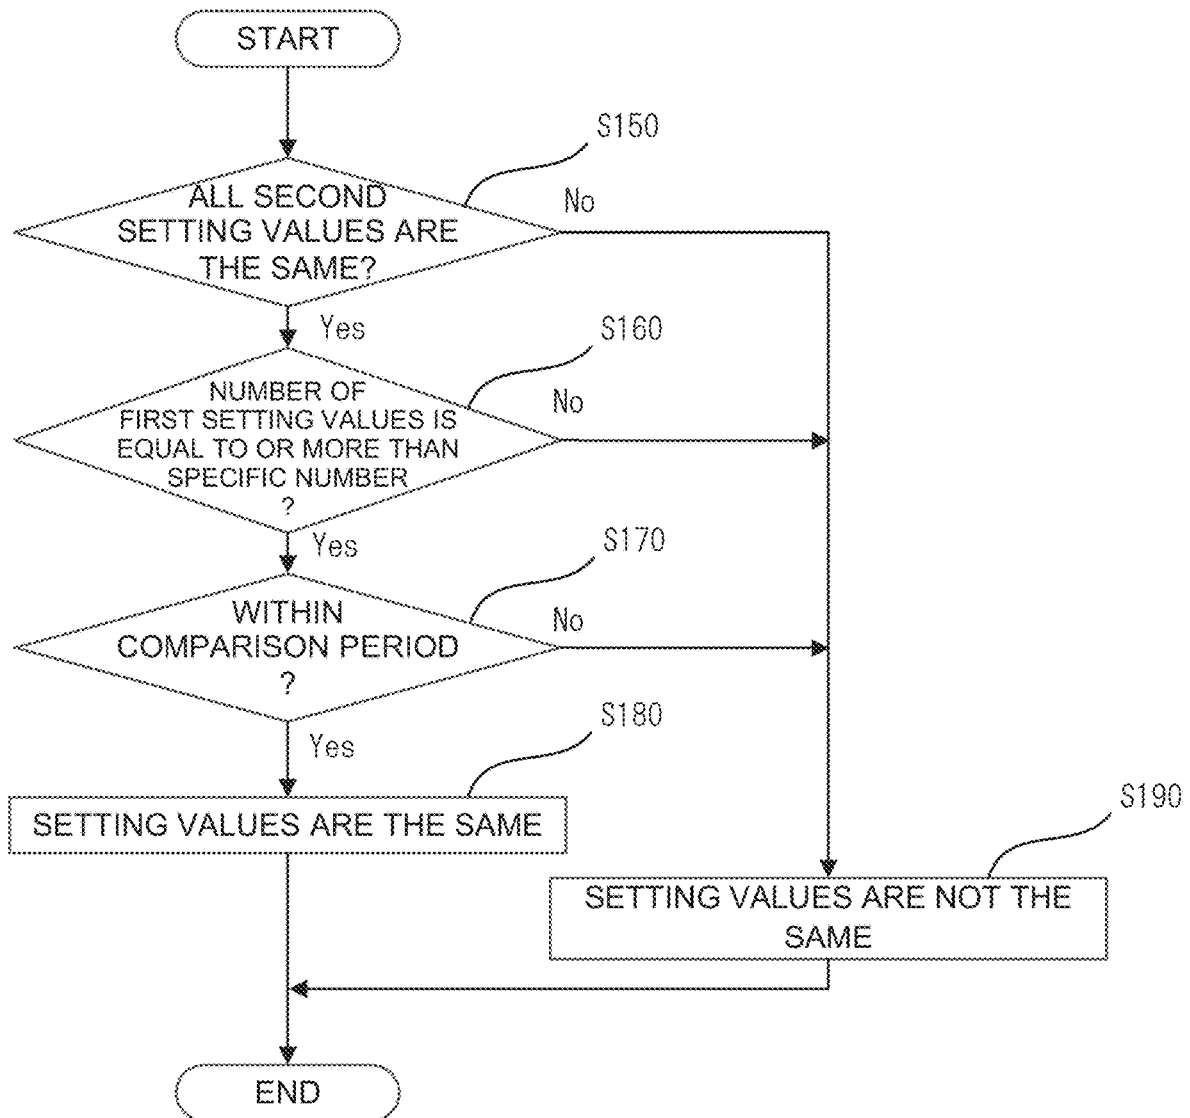 START
S150
ALL SECOND
SETTING VALUES ARE
THE SAME?
No
Yes
S160
NUMBER OF
FIRST SETTING VALUES IS
EQUAL TO OR MORE THAN
SPECIFIC NUMBER
?
No
Yes
S170
WITHIN
COMPARISON PERIOD
?
No
Yes
S180
SETTING VALUES ARE THE SAME
S190
SETTING VALUES ARE NOT THE
SAME
END